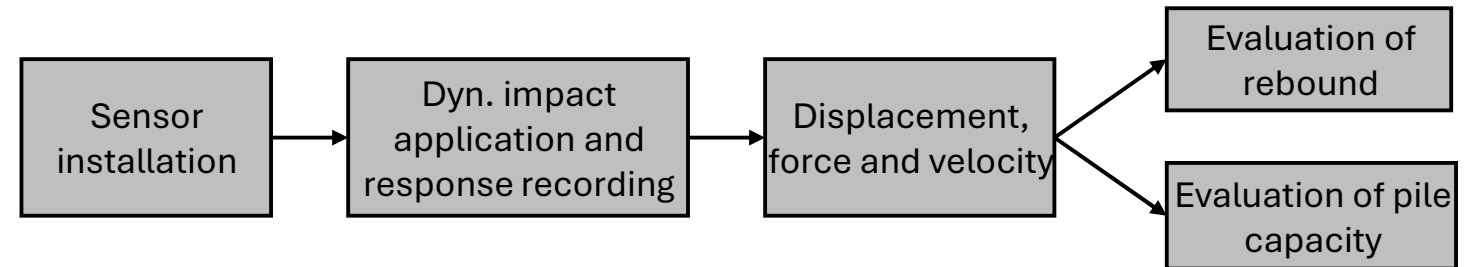 Sensor
installation
Dyn. impact
application and
response recording
Displacement,
force and velocity
Evaluation of
rebound
Evaluation of pile
capacity